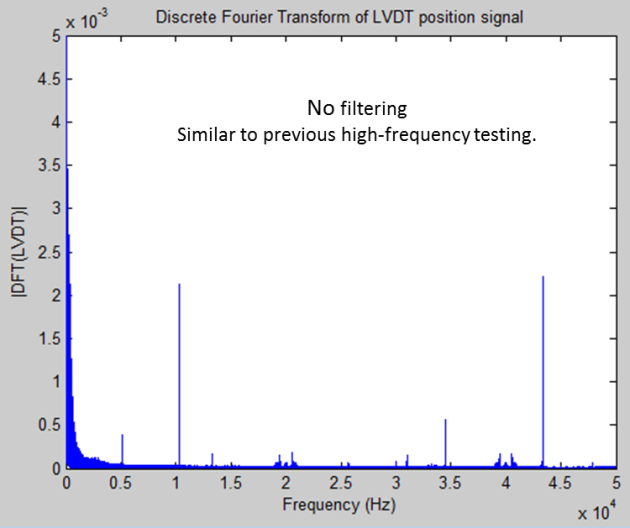 Discrete Fourier Transform of LVDT position signal
x 10⁻³
No filtering
Similar to previous high-frequency testing.
|DFT(LVDT)|
5
4.5
4
3.5
3
2.5
2
1.5
1
0.5
0
0 0.5 1 1.5 2 2.5 3 3.5 4 4.5 5
Frequency (Hz)
x 10⁴